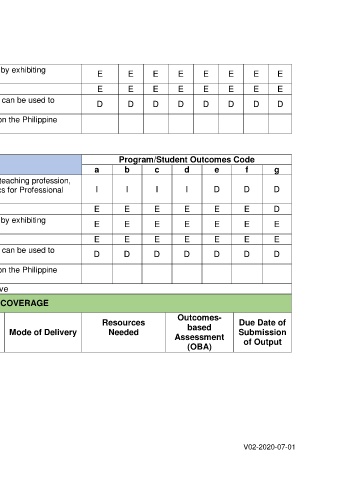 by exhibiting
E E E E E E E E
E E E E E E E E
can be used to
D D D D D D D D
on the Philippine
Program/Student Outcomes Code
a b c d e f g
teaching profession,
cs for Professional
I I I I D D D
E E E E E E D
by exhibiting
E E E E E E E
E E E E E E E
can be used to
D D D D D D D
on the Philippine
ve
COVERAGE
Mode of Delivery
Resources
Needed
Outcomes-
based
Assessment
(OBA)
Due Date of
Submission
of Output
V02-2020-07-01